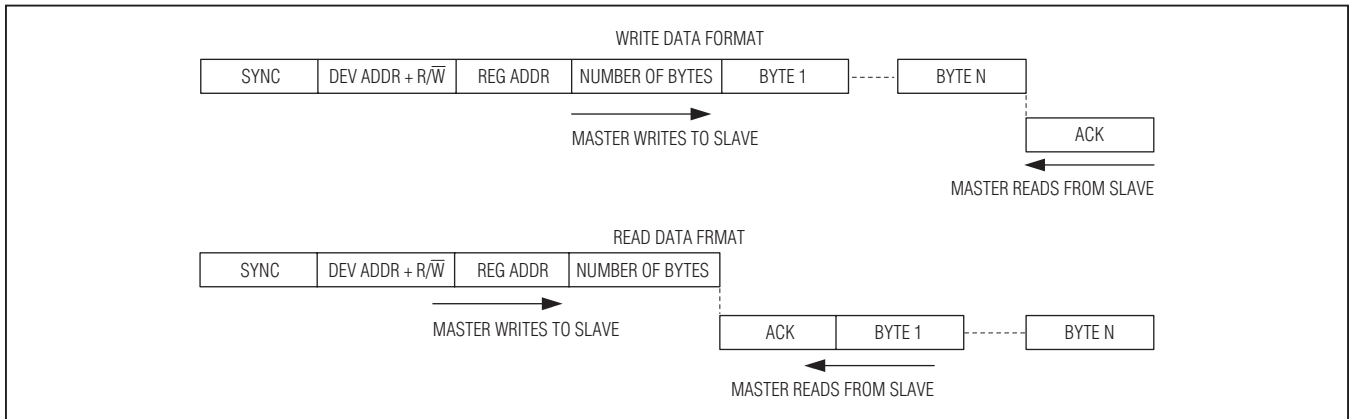 WRITE DATA FORMAT
SYNC DEV ADDR + R/W̅ REG ADDR NUMBER OF BYTES BYTE 1 BYTE N
MASTER WRITES TO SLAVE
ACK
MASTER READS FROM SLAVE
READ DATA FRMAT
SYNC DEV ADDR + R/W̅ REG ADDR NUMBER OF BYTES
MASTER WRITES TO SLAVE
ACK BYTE 1 BYTE N
MASTER READS FROM SLAVE